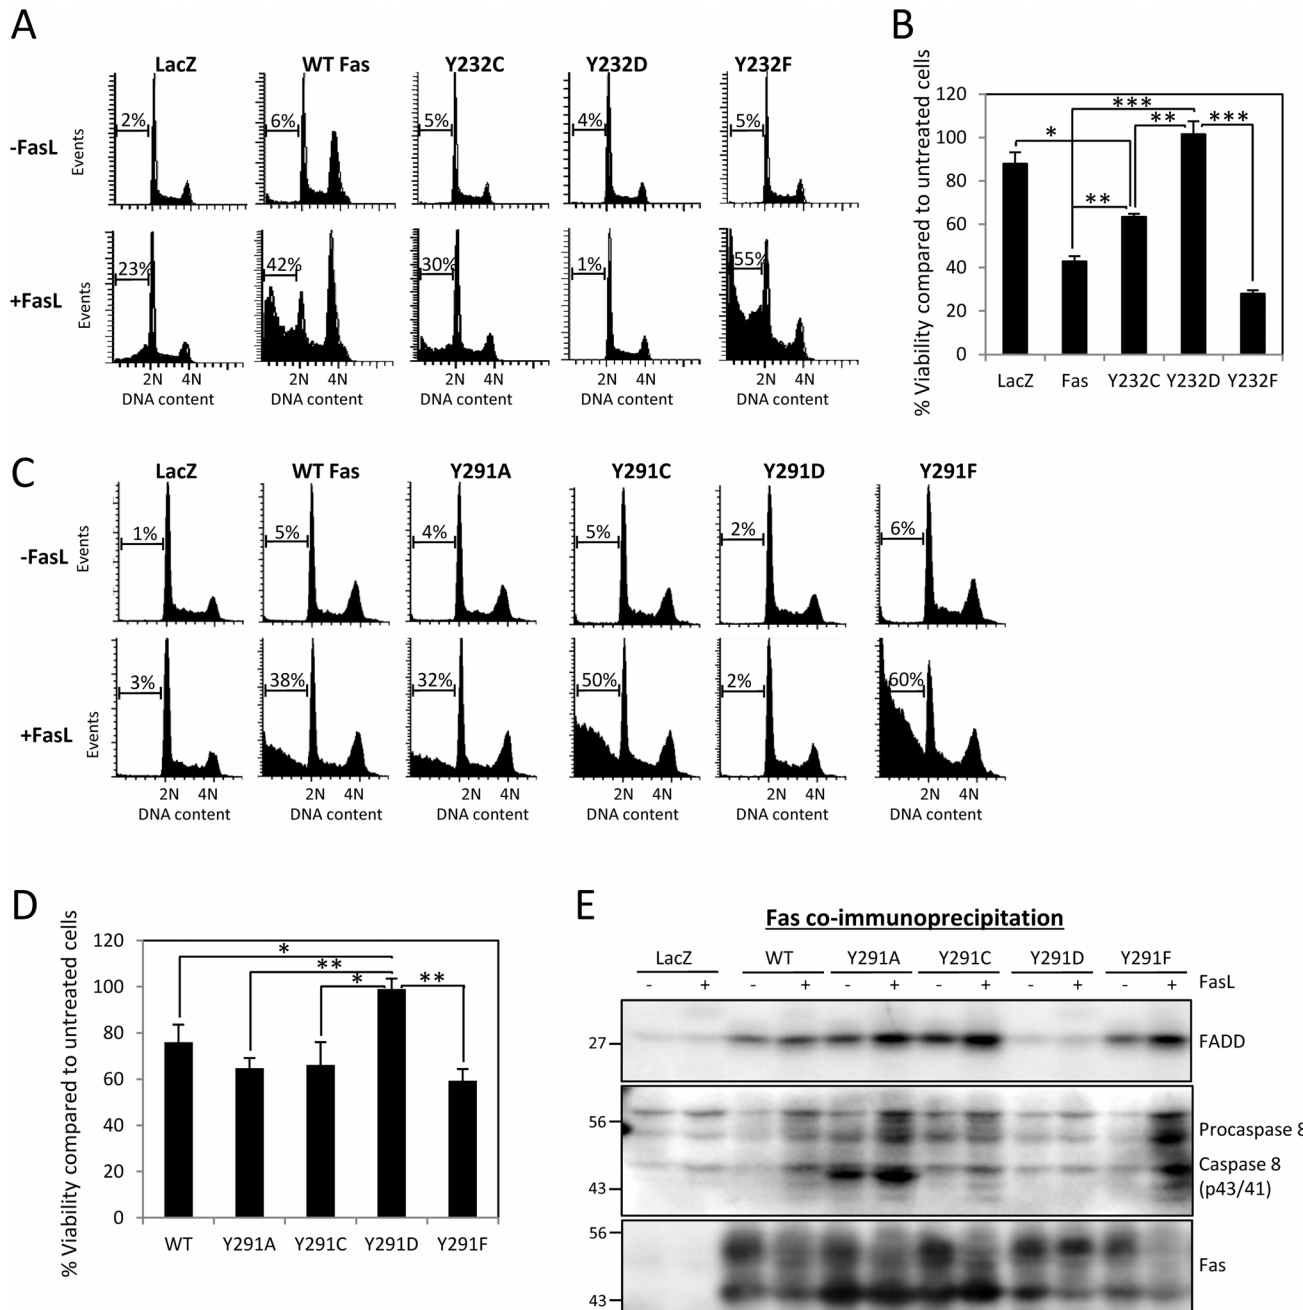 A
LacZ WT Fas Y232C Y232D Y232F
-FasL
Events
2% 6% 5% 4% 5%
+FasL
Events
23% 42% 30% 1% 55%
2N 4N 2N 4N 2N 4N 2N 4N 2N 4N
DNA content DNA content DNA content DNA content DNA content
B
% Viability compared to untreated cells
120
100
80
60
40
20
0
* *** ** *** **
LacZ Fas Y232C Y232D Y232F
C
LacZ WT Fas Y291A Y291C Y291D Y291F
-FasL
Events
1% 5% 4% 5% 2% 6%
+FasL
Events
3% 38% 32% 50% 2% 60%
2N 4N 2N 4N 2N 4N 2N 4N 2N 4N 2N 4N
DNA content DNA content DNA content DNA content DNA content DNA content
D
% Viability compared to untreated cells
120
100
80
60
40
20
0
* ** * **
WT Y291A Y291C Y291D Y291F
E
Fas co-immunoprecipitation
LacZ WT Y291A Y291C Y291D Y291F
- + - + - + - + - + - + FasL
27 FADD
56
Procaspase 8
Caspase 8
(p43/41)
43
56
Fas
43